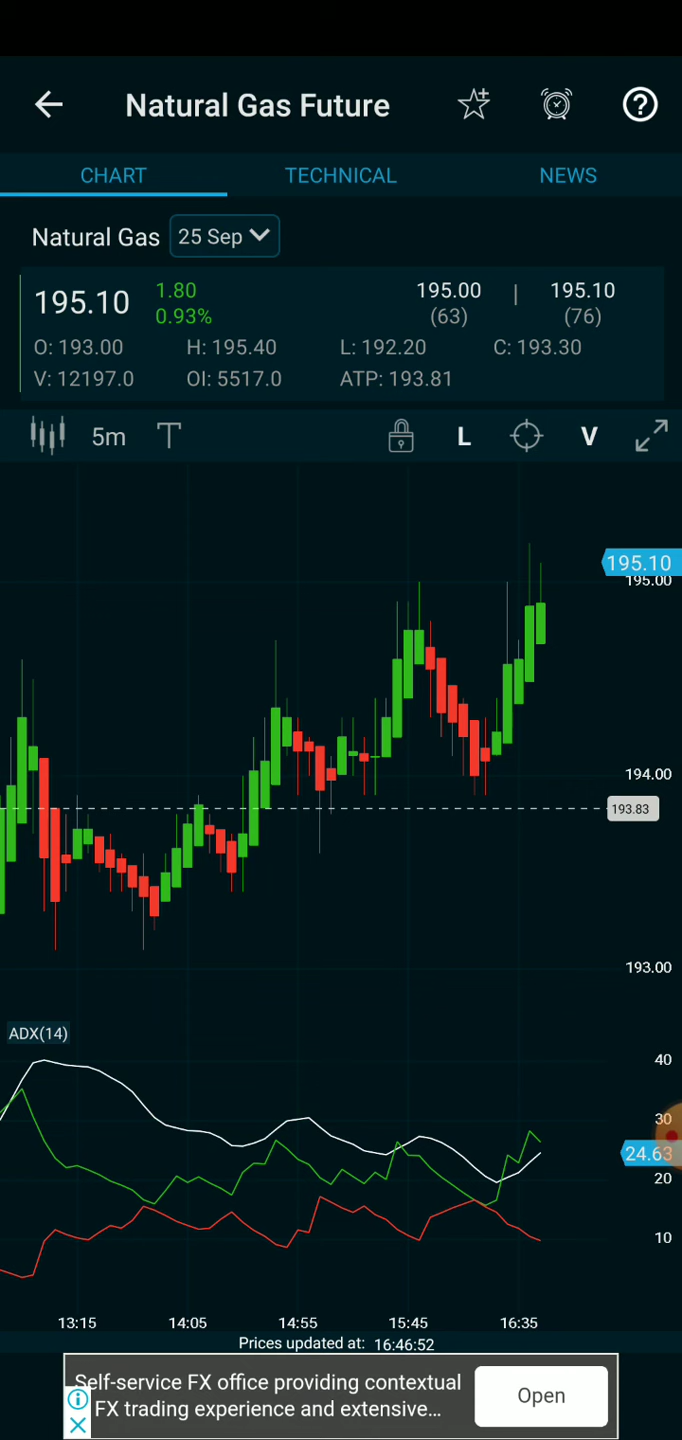 Natural Gas Future
CHART TECHNICAL NEWS
Natural Gas 25 Sep
195.10 1.80 0.93% 195.00 (63) | 195.10 (76)
O: 193.00 H: 195.40 L: 192.20 C: 193.30
V: 12197.0 OI: 5517.0 ATP: 193.81
5m T L V
195.10
195.00
194.00
193.83
193.00
ADX(14)
40
30
24.63
20
10
13:15 14:05 14:55 15:45 16:35
Prices updated at: 16:46:52
Self-service FX office providing contextual
FX trading experience and extensive...
Open